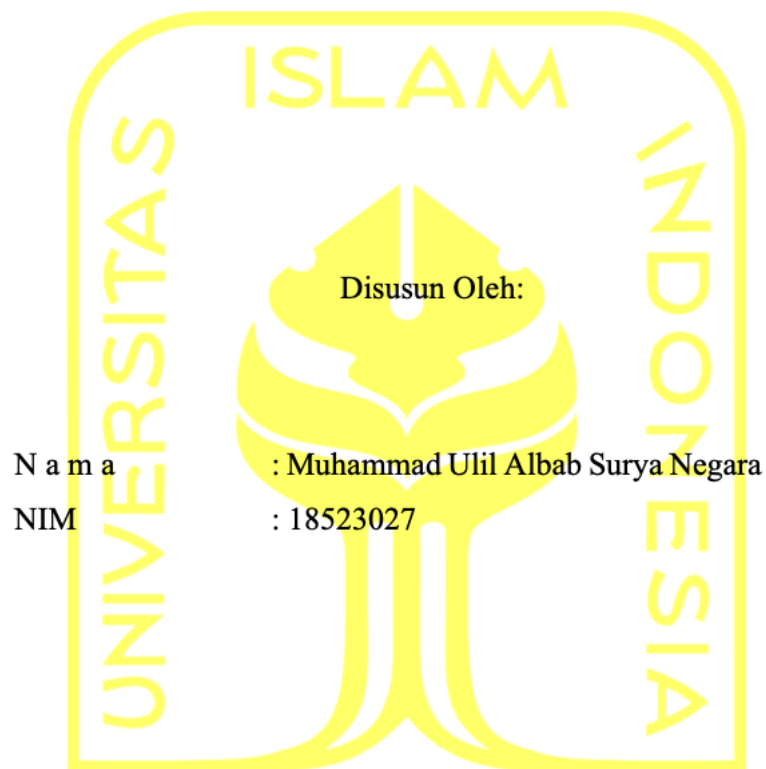 ISLAM
UNIVERSITAS
INDONESIA
Disusun Oleh:
N a m a : Muhammad Ulil Albab Surya Negara
NIM : 18523027